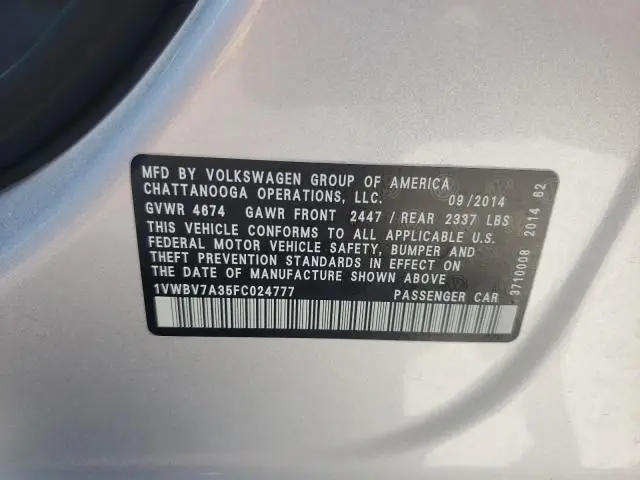 MFD BY VOLKSWAGEN GROUP OF AMERICA
CHATTANOOGA OPERATIONS, LLC. 09/2014
GVWR 4674 GAWR FRONT 2447 / REAR 2337 LBS
THIS VEHICLE CONFORMS TO ALL APPLICABLE U.S.
FEDERAL MOTOR VEHICLE SAFETY, BUMPER AND
THEFT PREVENTION STANDARDS IN EFFECT ON
THE DATE OF MANUFACTURE SHOWN ABOVE
1VWBV7A35FC024777 PASSENGER CAR
3710008 2014 62